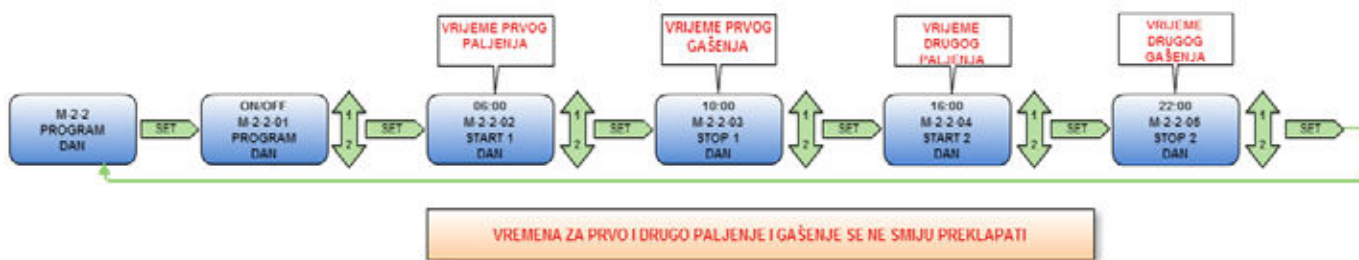 VRIJEME PRVOG
PALJENJA
VRIJEME PRVOG
GAŠENJA
VRIJEME
DRUGOG
PALJENJA
VRIJEME
DRUGOG
GAŠENJA
M-2-2
PROGRAM
DAN
SET
ON/OFF
M-2-2-01
PROGRAM
DAN
1
2
SET
06:00
M-2-2-02
START 1
DAN
1
2
SET
10:00
M-2-2-03
STOP 1
DAN
1
2
SET
16:00
M-2-2-04
START 2
DAN
1
2
SET
22:00
M-2-2-05
STOP 2
DAN
1
2
SET
VREMENA ZA PRVO I DRUGO PALJENJE I GAŠENJE SE NE SMIJU PREKLAPATI